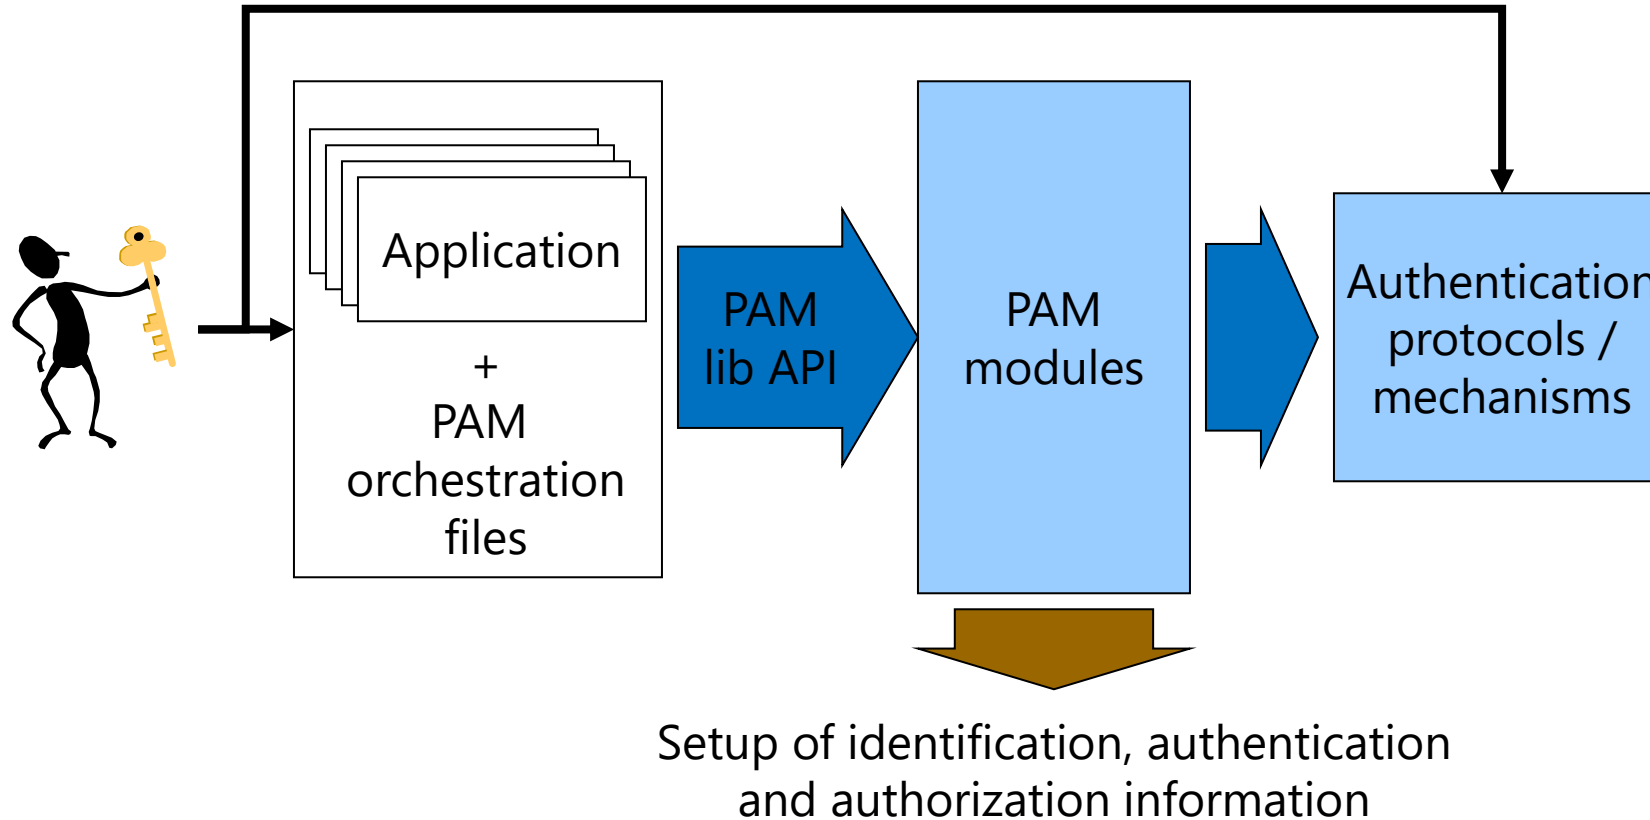 Application
+
PAM
orchestration
files
PAM
lib API
PAM
modules
Authentication
protocols /
mechanisms
Setup of identification, authentication
and authorization information